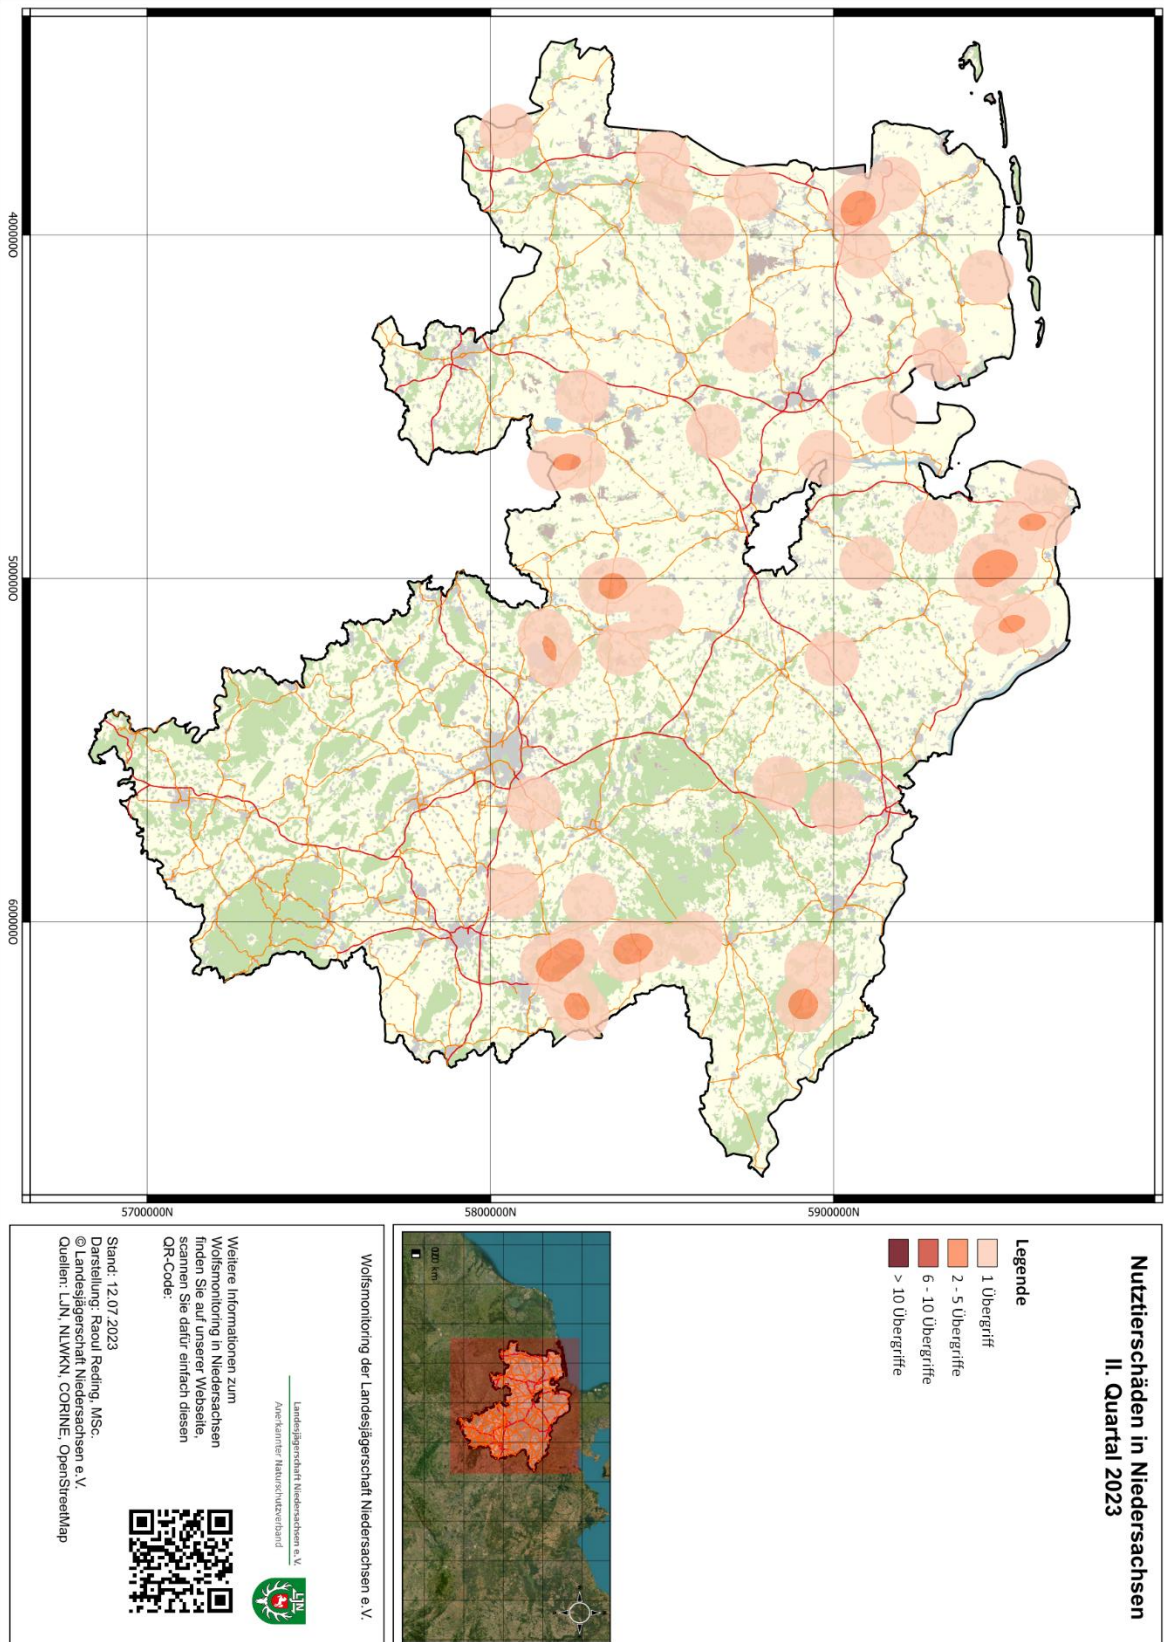 Nutztierschäden in Niedersachsen
II. Quartal 2023
Legende
1 Übergriff
2 - 5 Übergriffe
6 - 10 Übergriffe
> 10 Übergriffe
Wolfsmonitoring der Landesjägerschaft Niedersachsen e.V.
Landesjägerschaft Niedersachsen e. V.
Anerkannter Naturschutzverband
LJN
Weitere Informationen zum
Wolfsmonitoring in Niedersachsen
finden Sie auf unserer Webseite,
scannen Sie dafür einfach diesen
QR-Code:
Stand: 12.07.2023
Darstellung: Raoul Reding, MSc.
© Landesjägerschaft Niedersachsen e.V.
Quellen: LJN, NLWKN, CORINE, OpenStreetMap
400000
500000
600000
5900000N
5800000N
5700000N